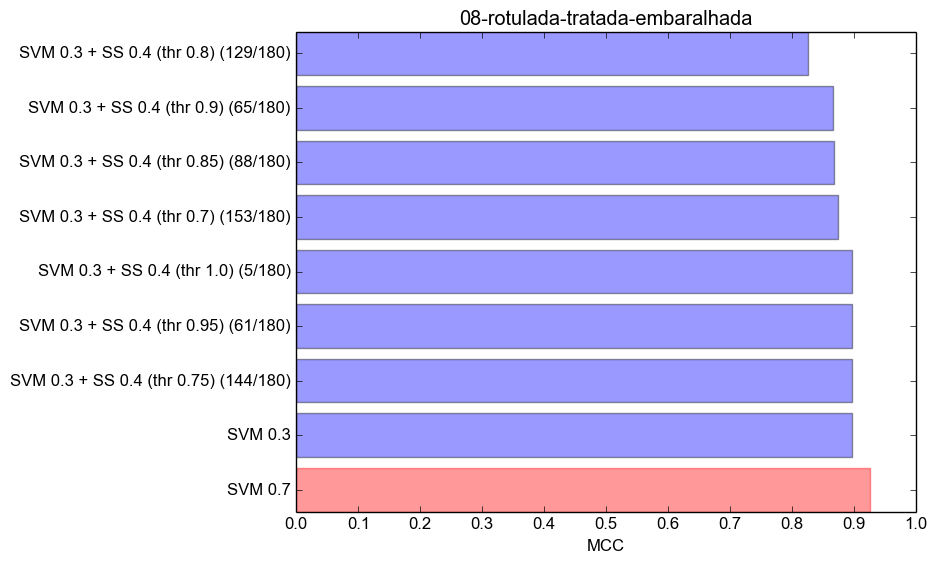 08-rotulada-tratada-embaralhada
SVM 0.3 + SS 0.4 (thr 0.8) (129/180)
SVM 0.3 + SS 0.4 (thr 0.9) (65/180)
SVM 0.3 + SS 0.4 (thr 0.85) (88/180)
SVM 0.3 + SS 0.4 (thr 0.7) (153/180)
SVM 0.3 + SS 0.4 (thr 1.0) (5/180)
SVM 0.3 + SS 0.4 (thr 0.95) (61/180)
SVM 0.3 + SS 0.4 (thr 0.75) (144/180)
SVM 0.3
SVM 0.7
0.0 0.1 0.2 0.3 0.4 0.5 0.6 0.7 0.8 0.9 1.0
MCC